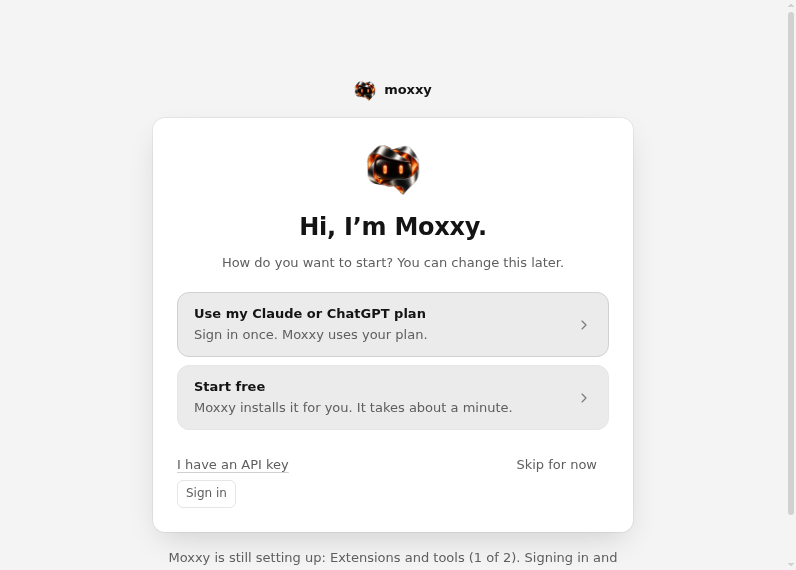 moxxy
Hi, I’m Moxxy.
How do you want to start? You can change this later.
Use my Claude or ChatGPT plan
Sign in once. Moxxy uses your plan.
Start free
Moxxy installs it for you. It takes about a minute.
I have an API key
Skip for now
Sign in
Moxxy is still setting up: Extensions and tools (1 of 2). Signing in and